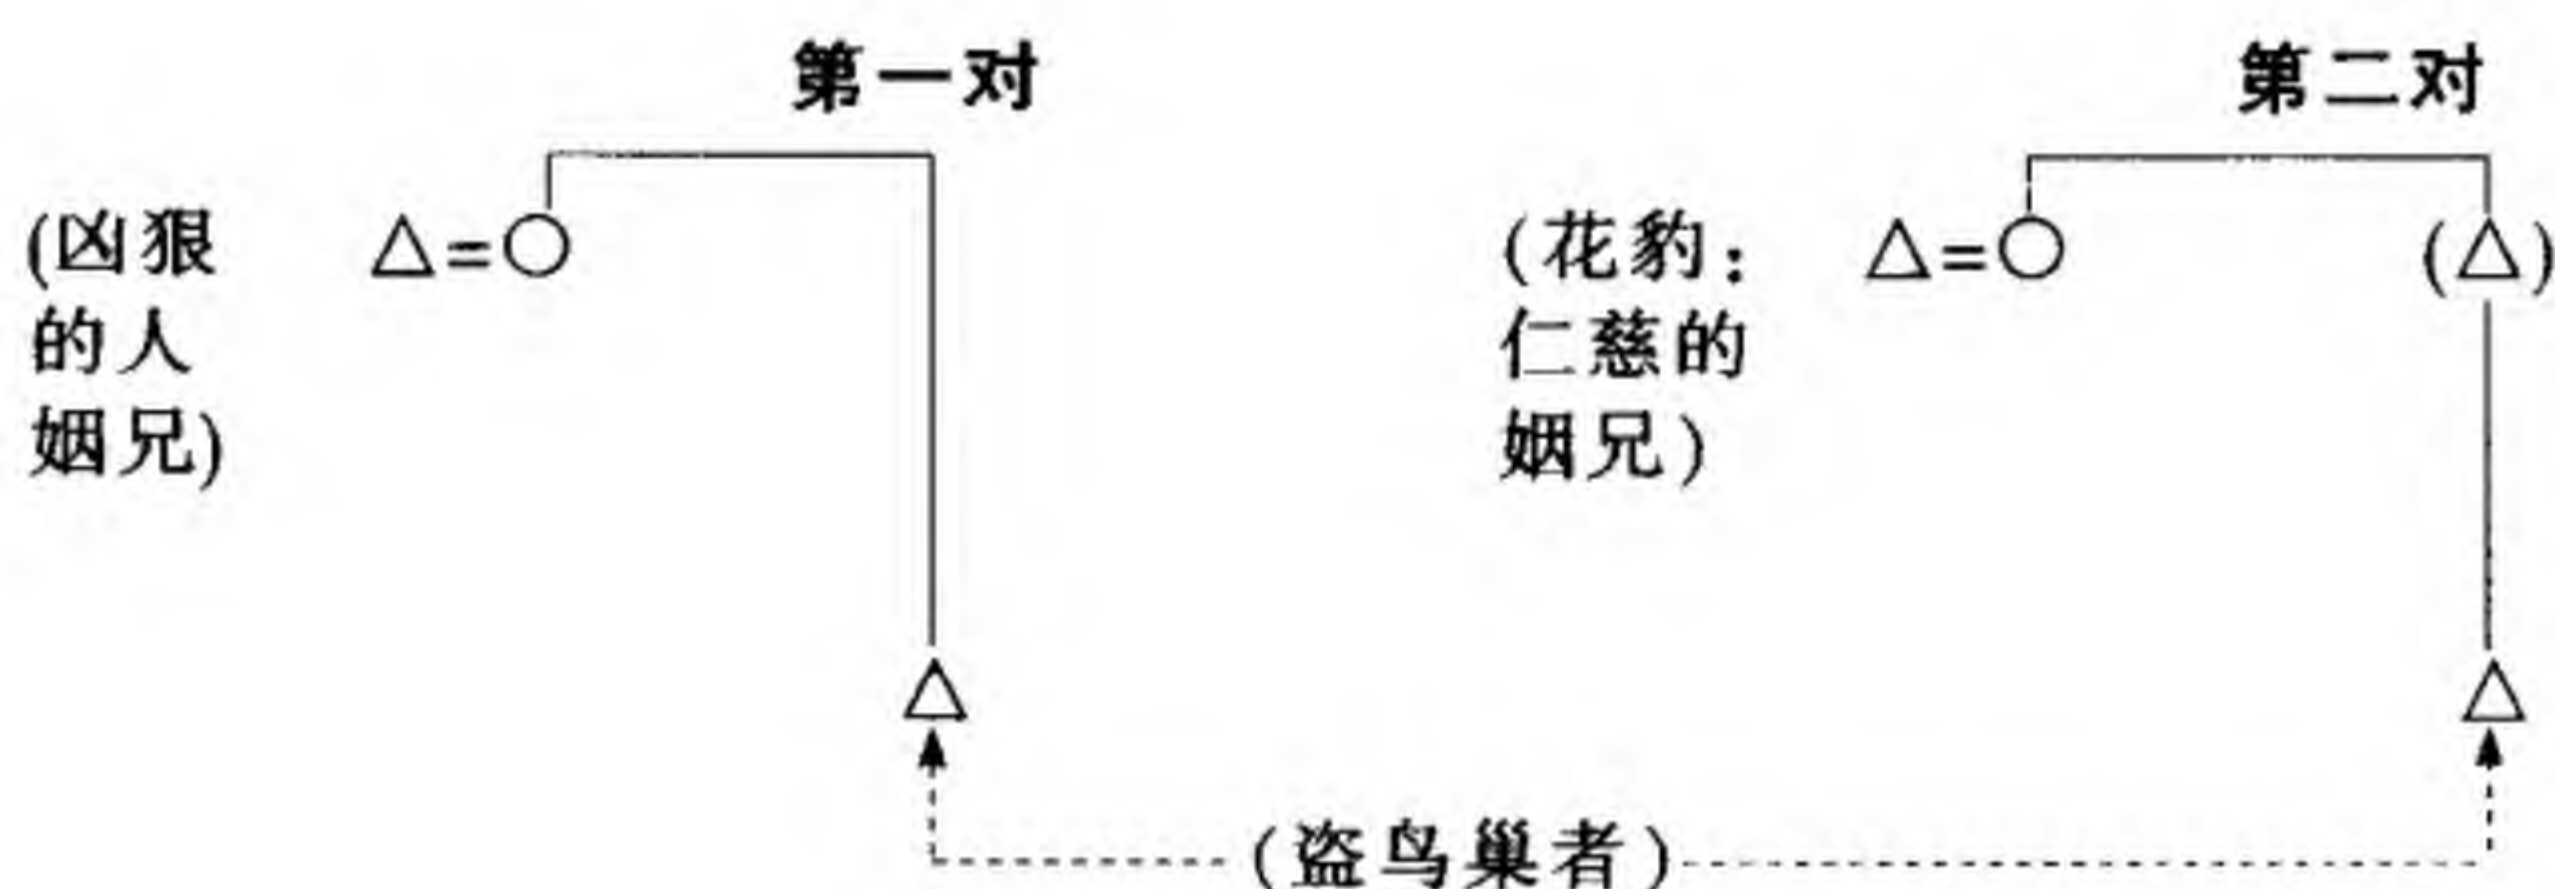 第一对
第二对
(凶狠
的人
姻兄)
(花豹：
仁慈的
姻兄)
(盗鸟巢者)